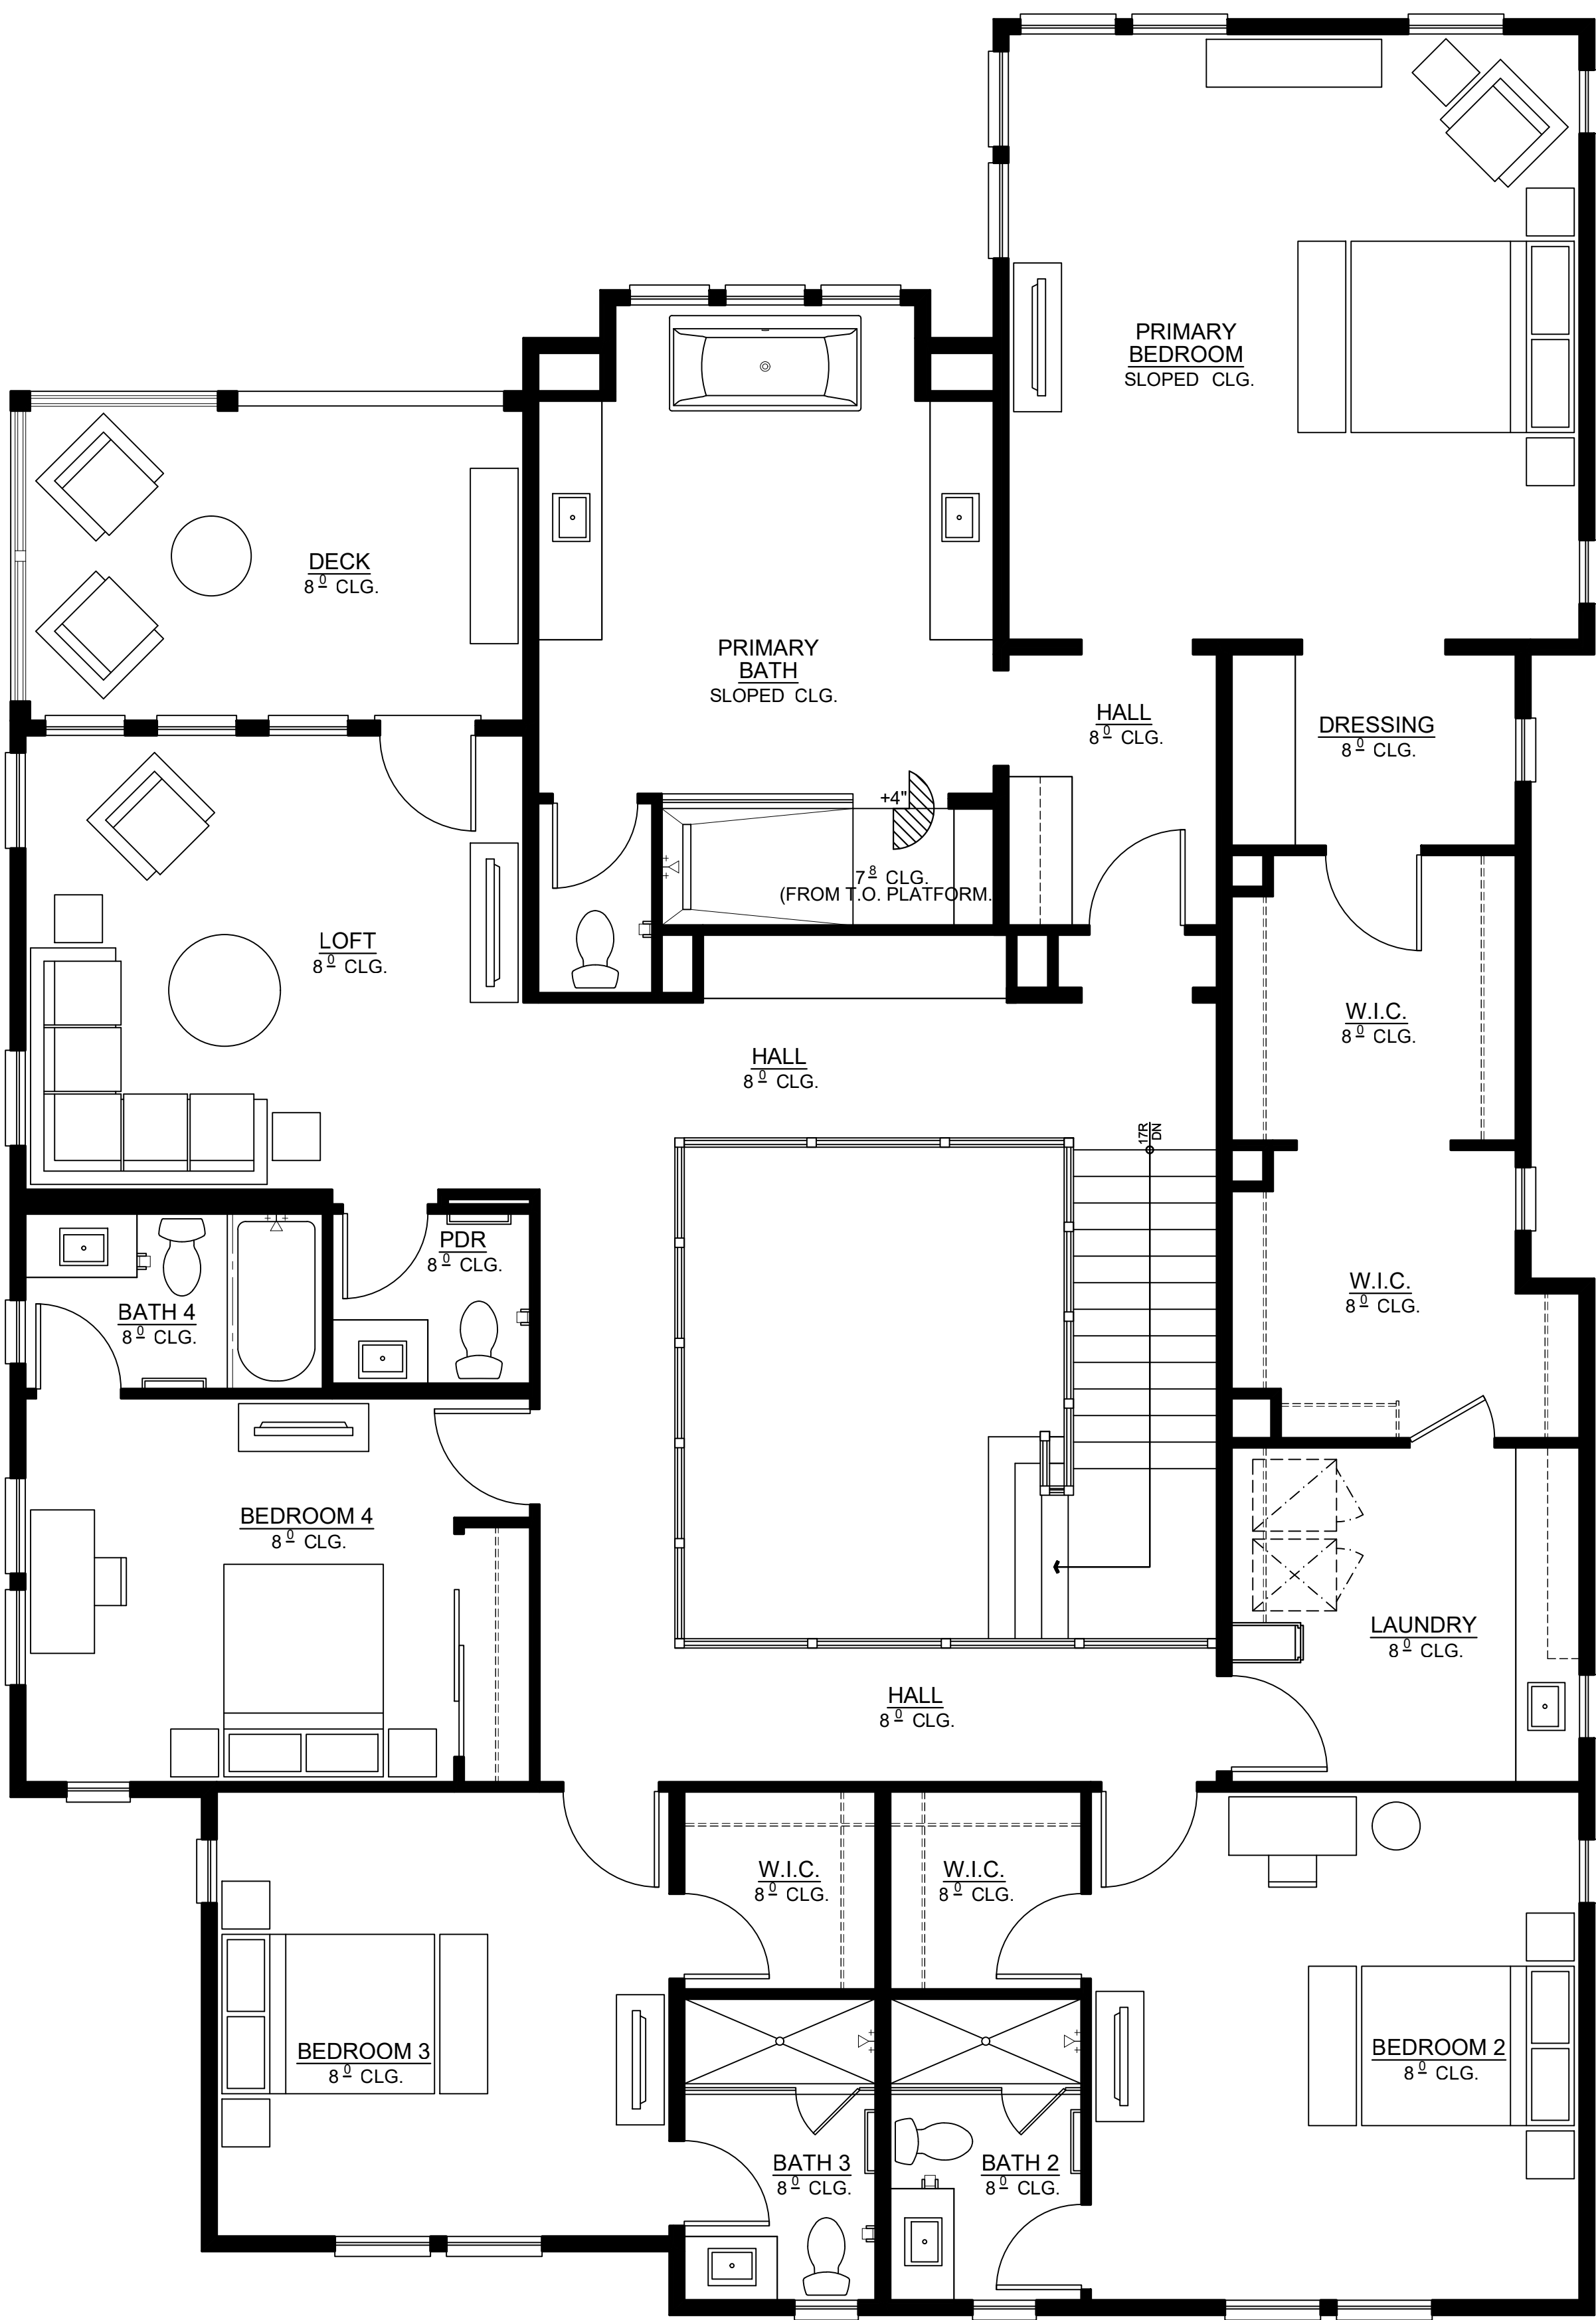 PRIMARY
BEDROOM
SLOPED CLG.
DECK
8 0 CLG.
PRIMARY
BATH
SLOPED CLG.
HALL
8 0 CLG.
DRESSING
8 0 CLG.
+4"
7 8 CLG.
(FROM T.O. PLATFORM.
LOFT
8 0 CLG.
W.I.C.
8 0 CLG.
HALL
8 0 CLG.
17R
DN
PDR
8 0 CLG.
BATH 4
8 0 CLG.
W.I.C.
8 0 CLG.
BEDROOM 4
8 0 CLG.
LAUNDRY
8 0 CLG.
HALL
8 0 CLG.
W.I.C.
8 0 CLG.
W.I.C.
8 0 CLG.
BEDROOM 3
8 0 CLG.
BEDROOM 2
8 0 CLG.
BATH 3
8 0 CLG.
BATH 2
8 0 CLG.